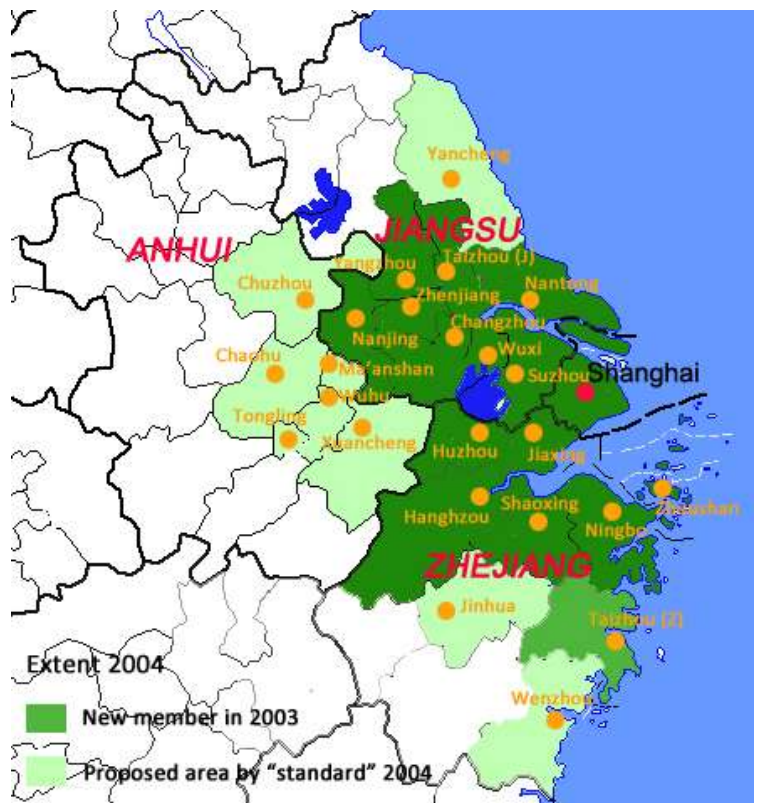 Yancheng
JIANGSU
ANHUI
Taizhou (J)
Yangzhou
Chuzhou
Zhenjiang
Nantong
Nanjing
Changzhou
Chaohu
Ma'anshan
Wuxi
Suzhou
Shanghai
Wuhu
Tongling
Xuancheng
Huzhou
Jiaxing
Hanghzou
Shaoxing
Ningbo
Zhoushan
ZHEJIANG
Jinhua
Taizhou (Z)
Extent 2004
Wenzhou
New member in 2003
Proposed area by “standard” 2004